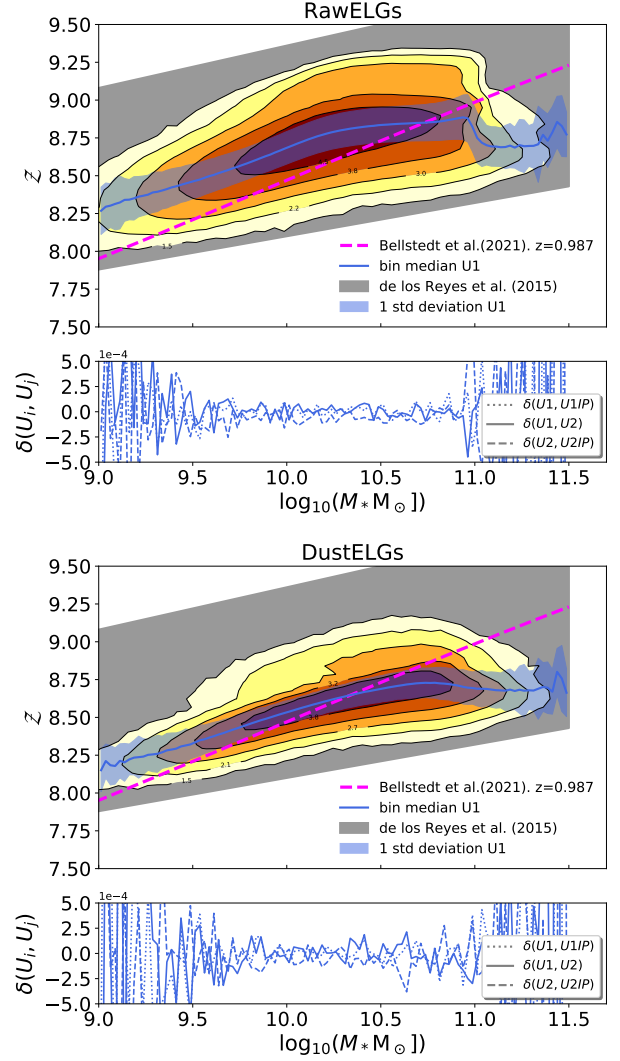 RawELGs
9.50
9.25
9.00
8.75
8.50
8.25
8.00
7.75
7.50
Z
3.8
3.0
2.2
1.5
Bellstedt et al.(2021). z=0.987
bin median U1
de los Reyes et al. (2015)
1 std deviation U1
1e−4
5.0
2.5
0.0
−2.5
−5.0
δ(Ui, Uj)
δ(U1, U1IP)
δ(U1, U2)
δ(U2, U2IP)
9.0 9.5 10.0 10.5 11.0 11.5
log10(M* M⊙])
DustELGs
9.50
9.25
9.00
8.75
8.50
8.25
8.00
7.75
7.50
Z
3.2
3.8
2.7
2.1
1.5
Bellstedt et al.(2021). z=0.987
bin median U1
de los Reyes et al. (2015)
1 std deviation U1
1e−4
5.0
2.5
0.0
−2.5
−5.0
δ(Ui, Uj)
δ(U1, U1IP)
δ(U1, U2)
δ(U2, U2IP)
9.0 9.5 10.0 10.5 11.0 11.5
log10(M* M⊙])